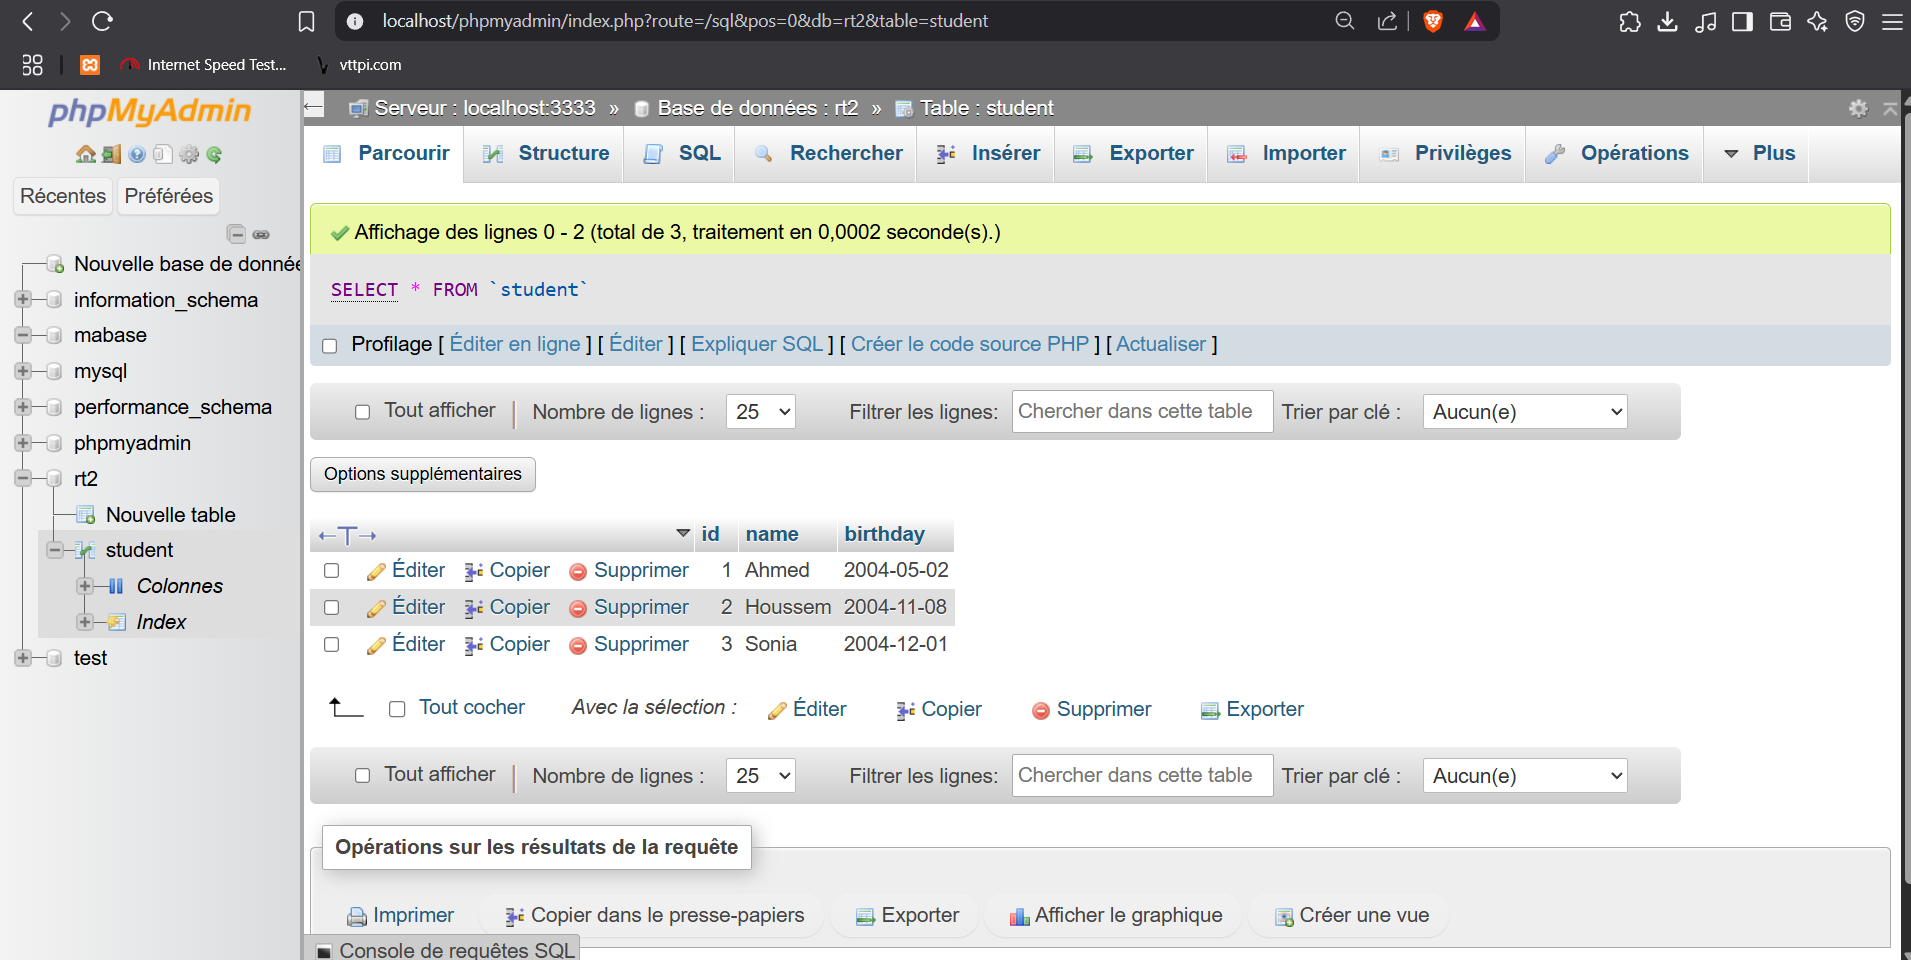 localhost/phpmyadmin/index.php?route=/sql&pos=0&db=rt2&table=student
Internet Speed Test... vttpi.com
phpMyAdmin
Récentes Préférées
Nouvelle base de donnée
information_schema
mabase
mysql
performance_schema
phpmyadmin
rt2
Nouvelle table
student
Colonnes
Index
test
Serveur : localhost:3333 » Base de données : rt2 » Table : student
Parcourir Structure SQL Rechercher Insérer Exporter Importer Privilèges Opérations Plus
Affichage des lignes 0 - 2 (total de 3, traitement en 0,0002 seconde(s).)
SELECT * FROM `student`
Profilage [ Éditer en ligne ] [ Éditer ] [ Expliquer SQL ] [ Créer le code source PHP ] [ Actualiser ]
Tout afficher Nombre de lignes : 25 Filtrer les lignes: Chercher dans cette table Trier par clé : Aucun(e)
Options supplémentaires
←T→ id name birthday
Éditer Copier Supprimer 1 Ahmed 2004-05-02
Éditer Copier Supprimer 2 Houssem 2004-11-08
Éditer Copier Supprimer 3 Sonia 2004-12-01
Tout cocher Avec la sélection : Éditer Copier Supprimer Exporter
Tout afficher Nombre de lignes : 25 Filtrer les lignes: Chercher dans cette table Trier par clé : Aucun(e)
Opérations sur les résultats de la requête
Imprimer Copier dans le presse-papiers Exporter Afficher le graphique Créer une vue
Console de requêtes SQL